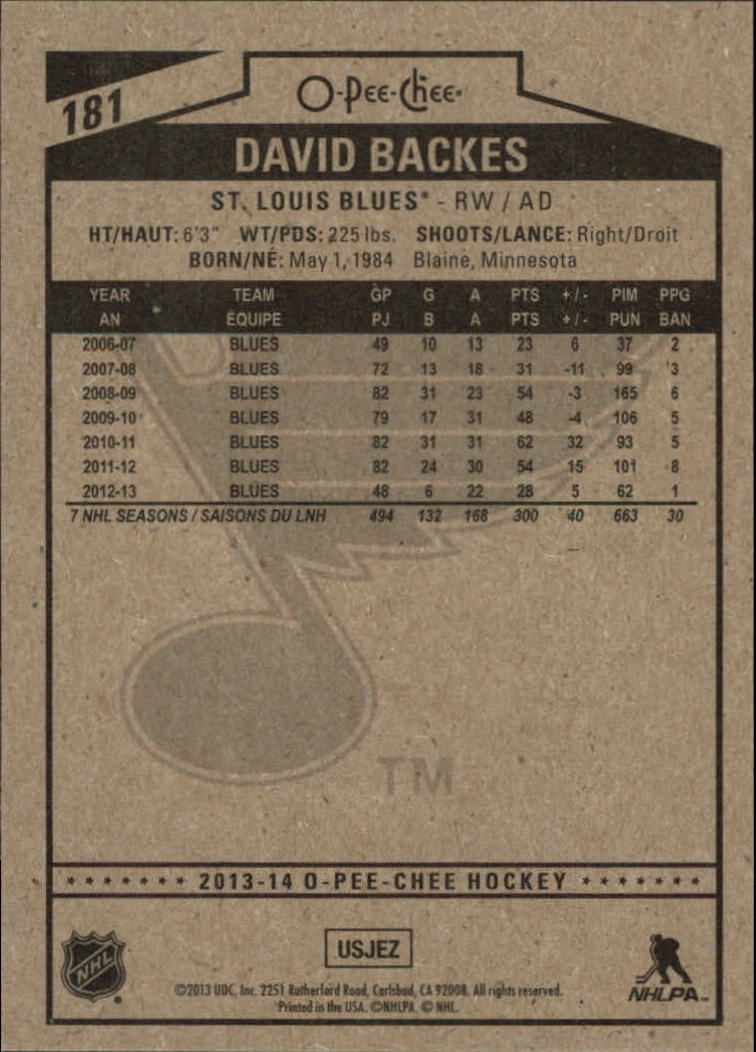 181
O-Pee-Chee
DAVID BACKES
ST. LOUIS BLUES® - RW / AD
HT/HAUT: 6'3" WT/PDS: 225 lbs. SHOOTS/LANCE: Right/Droit
BORN/NÉ: May 1, 1984 Blaine, Minnesota
YEAR TEAM GP G A PTS +/- PIM PPG
AN ÉQUIPE PJ B A PTS +/- PUN BAN
2006-07 BLUES 49 10 13 23 6 37 2
2007-08 BLUES 72 13 18 31 -11 99 3
2008-09 BLUES 82 31 23 54 -3 165 6
2009-10 BLUES 79 17 31 48 -4 106 5
2010-11 BLUES 82 31 31 62 32 93 5
2011-12 BLUES 82 24 30 54 15 101 8
2012-13 BLUES 48 6 22 28 5 62 1
7 NHL SEASONS / SAISONS DU LNH 494 132 168 300 40 663 30
TM
2013-14 O-PEE-CHEE HOCKEY
USJEZ
NHL
©2013 UDC, Inc. 2251 Rutherford Road, Carlsbad, CA 92008. All rights reserved.
Printed in the USA. ©NHLPA. © NHL.
NHLPA™